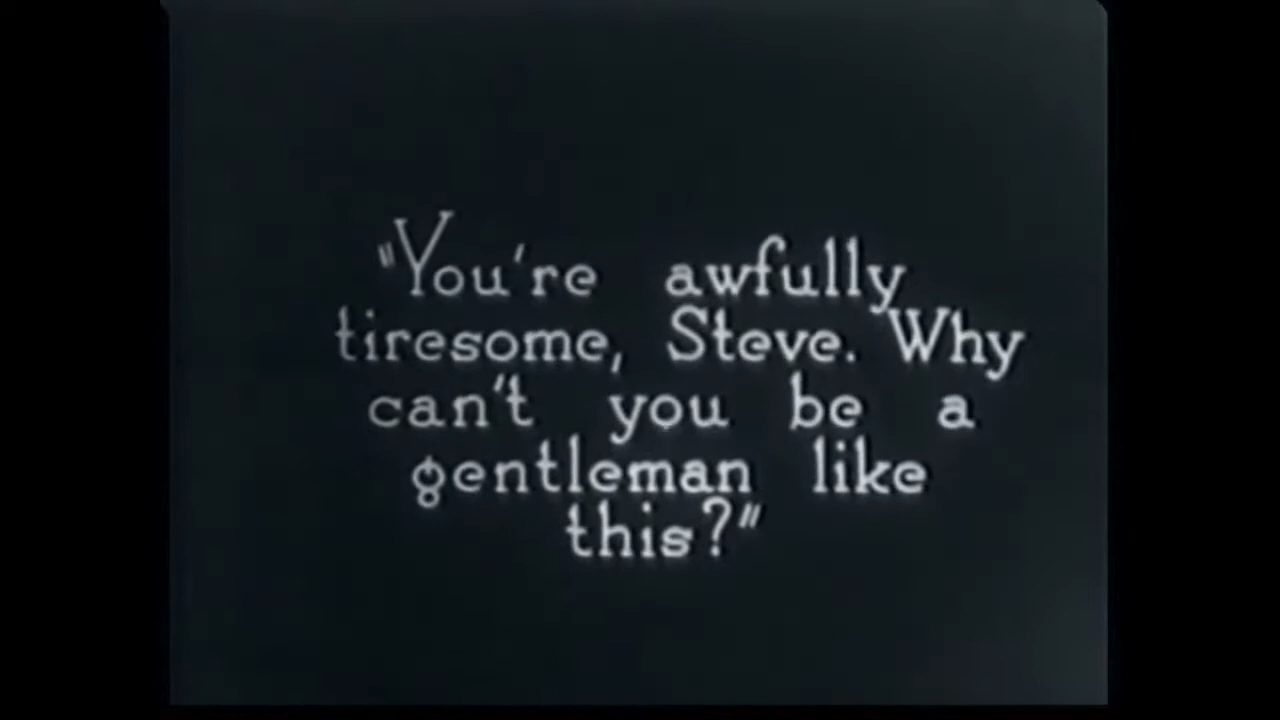 "You're awfully
tiresome, Steve. Why
can't you be a
gentleman like
this?"